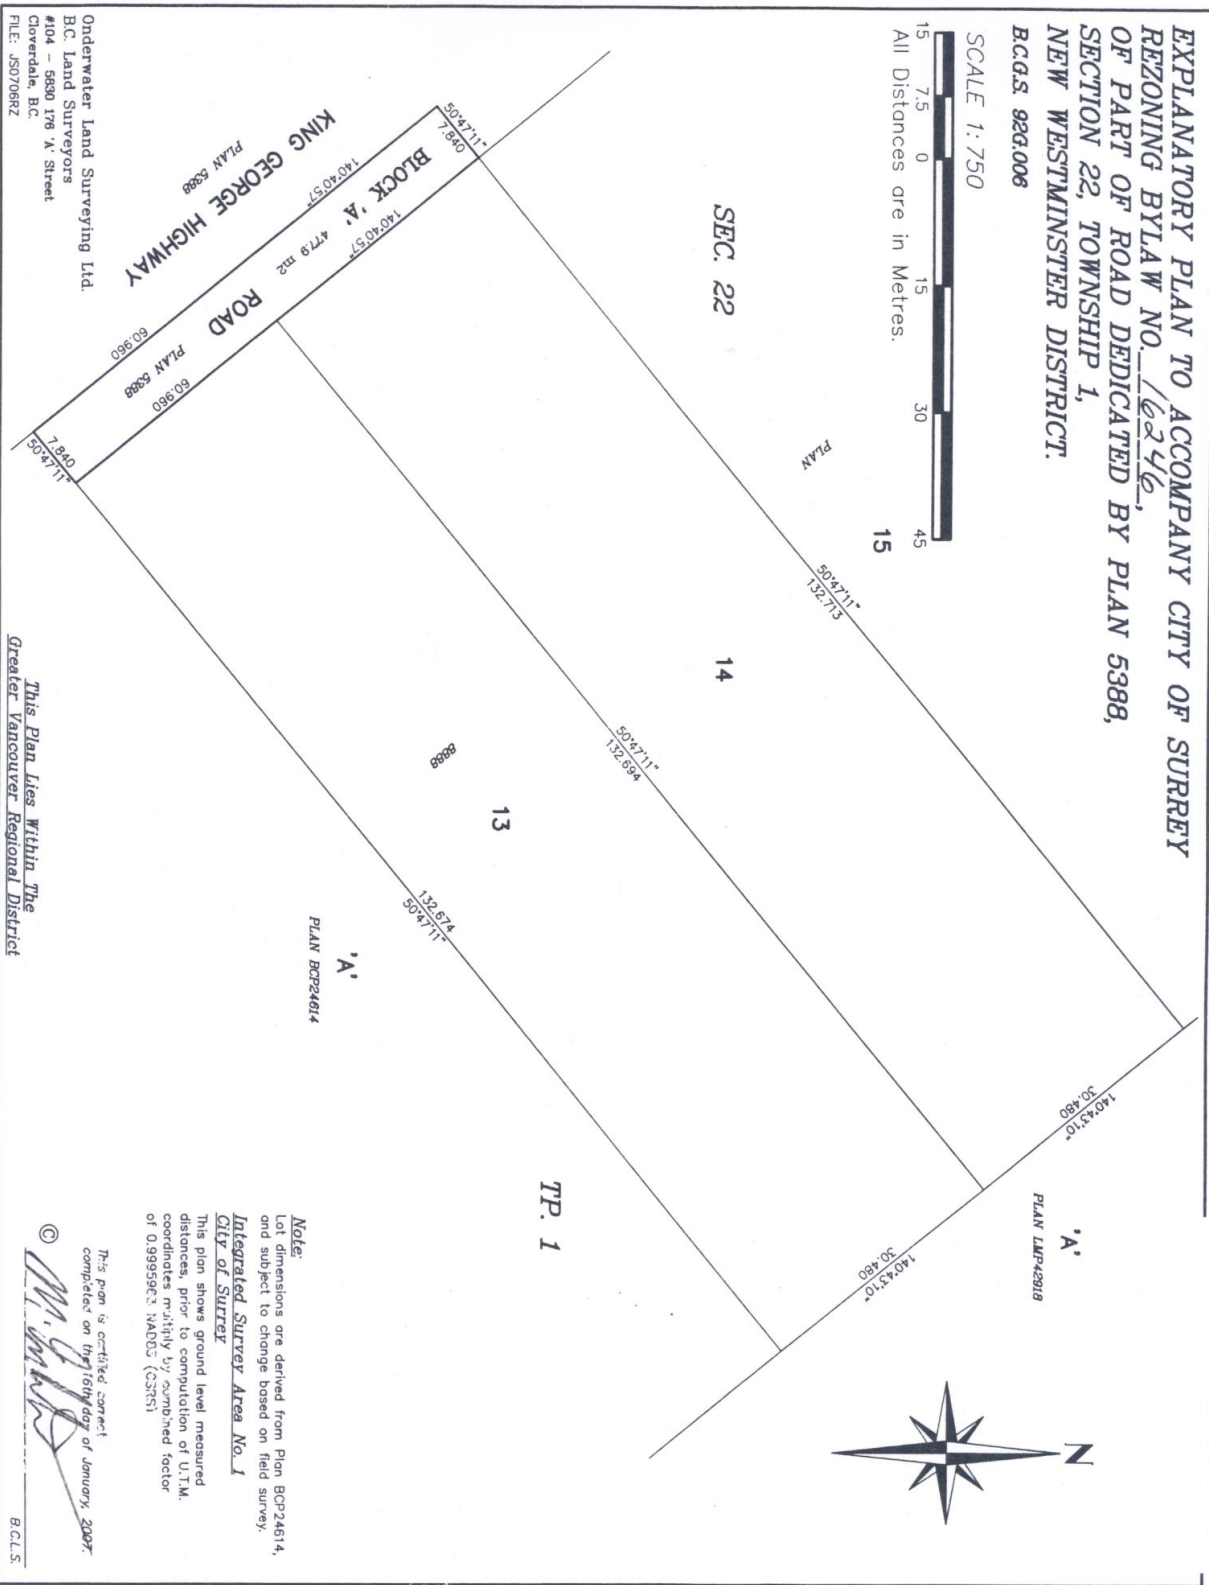 EXPLANATORY PLAN TO ACCOMPANY CITY OF SURREY
REZONING BYLAW NO. 16246,
OF PART OF ROAD DEDICATED BY PLAN 5388,
SECTION 22, TOWNSHIP 1,
NEW WESTMINSTER DISTRICT.
B.C.G.S. 92G.006
SCALE 1:750
15 7.5 0 15 30 45
All Distances are in Metres.
SEC. 22
PLAN
15
50°47'11"
132.713
14
50°47'11"
132.694
8888
13
132.674
50°47'11"
'A'
PLAN LMP42918
140°43'10"
30.480
140°43'10"
30.480
N
TP. 1
'A'
PLAN BCP24614
50°47'11"
7.840
BLOCK 'A'
477.9 m2
140°40'57"
140°40'57"
ROAD
PLAN 5388
60.960
60.960
7.840
50°47'11"
KING GEORGE HIGHWAY
PLAN 5388
Note:
Lot dimensions are derived from Plan BCP24614,
and subject to change based on field survey.
Integrated Survey Area No. 1
City of Surrey
This plan shows ground level measured
distances, prior to computation of U.T.M.
coordinates multiply by combined factor
of 0.9995963 NAD83 (CSRS)
Onderwater Land Surveying Ltd.
B.C. Land Surveyors
#104 - 5830 176 'A' Street
Cloverdale, B.C.
FILE: JS0706RZ
This Plan Lies Within The
Greater Vancouver Regional District
This plan is certified correct
completed on the 16th day of January, 2007.
©
B.C.L.S.